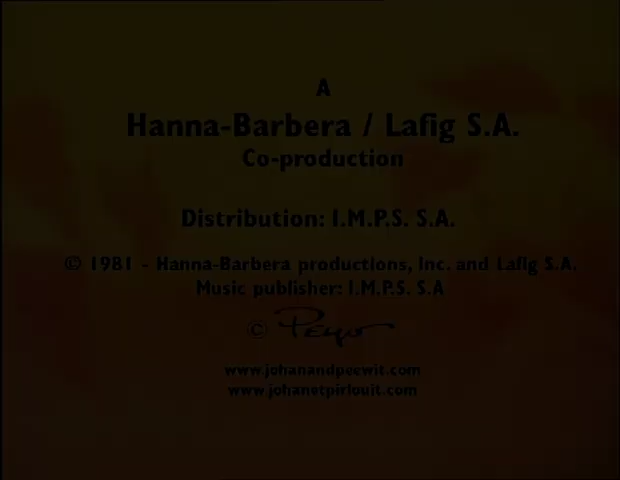 A
Hanna-Barbera / Lafig S.A.
Co-production
Distribution: I.M.P.S. S.A.
© 1981 - Hanna-Barbera productions, Inc. and Lafig S.A.
Music publisher: I.M.P.S. S.A
© Peyo
www.johanandpeewit.com
www.johanetpirlouit.com